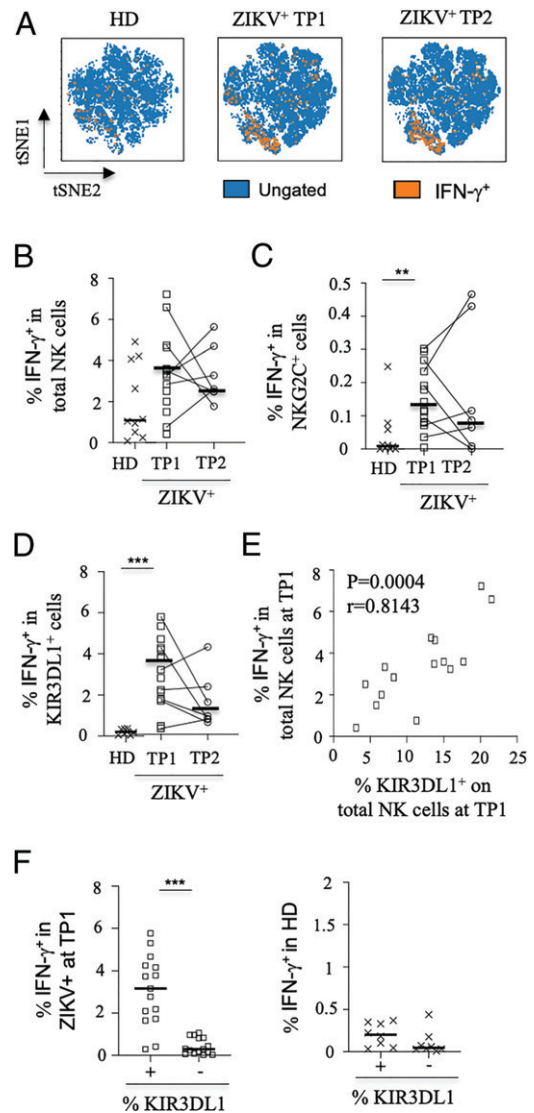 A
HD
ZIKV⁺ TP1
ZIKV⁺ TP2
tSNE1
tSNE2
Ungated
IFN-γ⁺
B
% IFN-γ⁺ in
total NK cells
8
6
4
2
0
HD
TP1
TP2
ZIKV⁺
C
% IFN-γ⁺ in
NKG2C⁺ cells
0.5
0.4
0.3
0.2
0.1
0
**
HD
TP1
TP2
ZIKV⁺
D
% IFN-γ⁺ in
KIR3DL1⁺ cells
8
6
4
2
0
***
HD
TP1
TP2
ZIKV⁺
E
% IFN-γ⁺ in
total NK cells at TP1
8
6
4
2
0
P=0.0004
r=0.8143
0 5 10 15 20 25
% KIR3DL1⁺ on
total NK cells at TP1
F
% IFN-γ⁺ in
ZIKV+ at TP1
8
6
4
2
0
***
+ -
% KIR3DL1
% IFN-γ⁺ in HD
2
1.5
1
0.5
0
+ -
% KIR3DL1